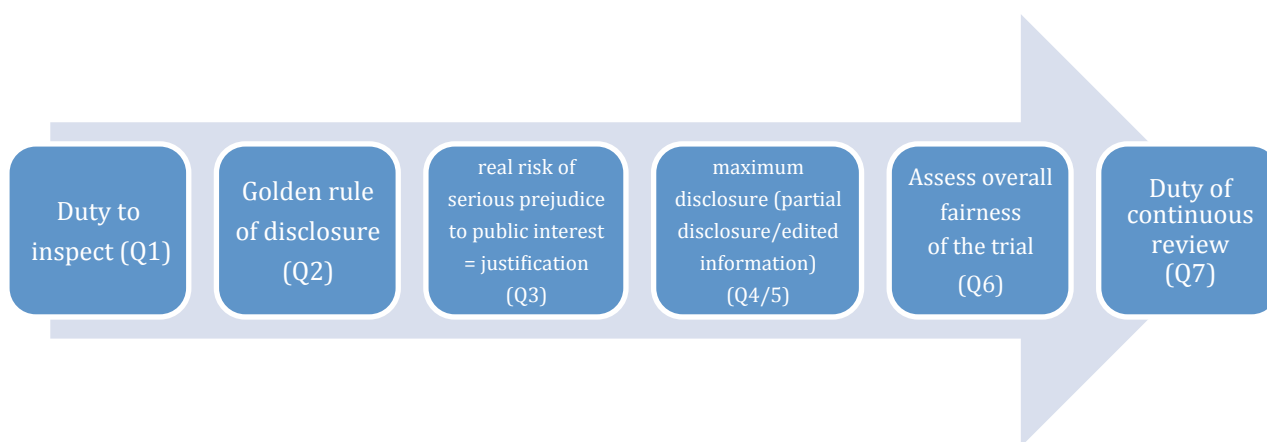 Duty to
inspect (Q1)
Golden rule
of disclosure
(Q2)
real risk of
serious prejudice
to public interest
= justification
(Q3)
maximum
disclosure (partial
disclosure/edited
information)
(Q4/5)
Assess overall
fairness
of the trial
(Q6)
Duty of
continuous
review
(Q7)